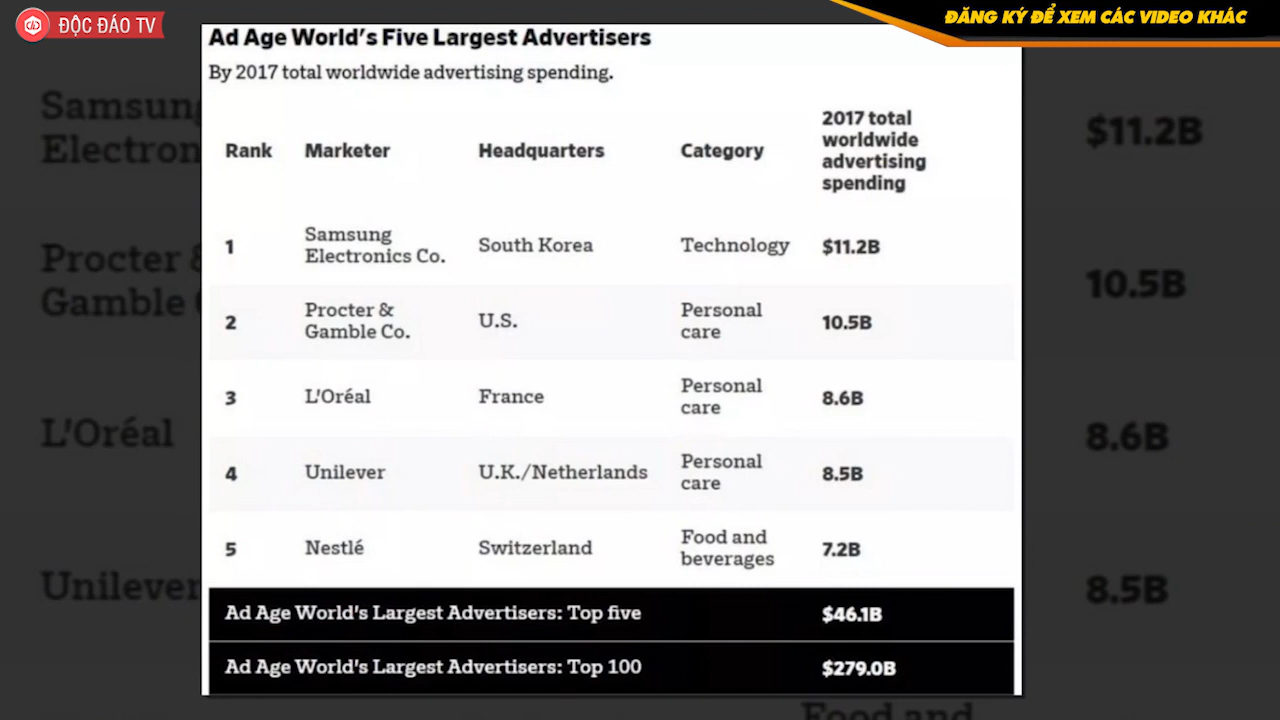 ĐỘC ĐÁO TV
ĐĂNG KÝ ĐỂ XEM CÁC VIDEO KHÁC
Ad Age World's Five Largest Advertisers
By 2017 total worldwide advertising spending.
Rank Marketer Headquarters Category 2017 total worldwide advertising spending
1 Samsung Electronics Co. South Korea Technology $11.2B
2 Procter & Gamble Co. U.S. Personal care 10.5B
3 L'Oréal France Personal care 8.6B
4 Unilever U.K./Netherlands Personal care 8.5B
5 Nestlé Switzerland Food and beverages 7.2B
Ad Age World's Largest Advertisers: Top five $46.1B
Ad Age World's Largest Advertisers: Top 100 $279.0B
Samsung
Electron
$11.2B
Procter &
Gamble
10.5B
L'Oréal
8.6B
Unilever
8.5B
Food and